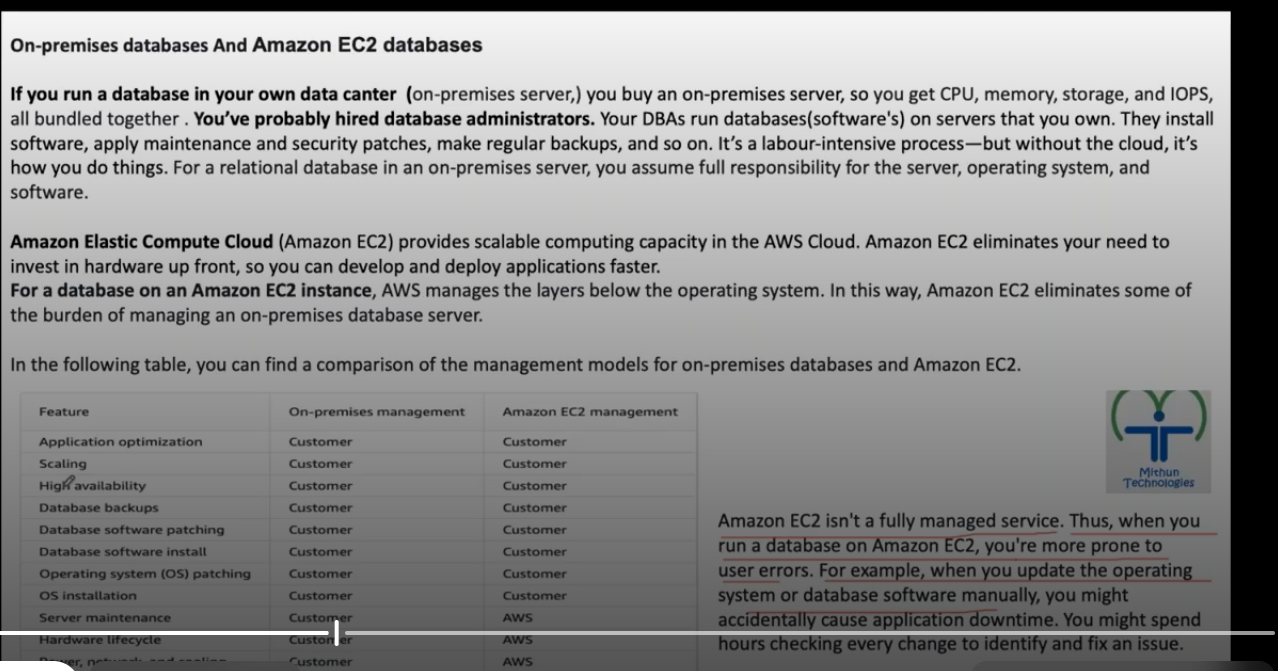 On-premises databases And Amazon EC2 databases
If you run a database in your own data canter (on-premises server,) you buy an on-premises server, so you get CPU, memory, storage, and IOPS,
all bundled together . You’ve probably hired database administrators. Your DBAs run databases(software's) on servers that you own. They install
software, apply maintenance and security patches, make regular backups, and so on. It’s a labour-intensive process—but without the cloud, it’s
how you do things. For a relational database in an on-premises server, you assume full responsibility for the server, operating system, and
software.
Amazon Elastic Compute Cloud (Amazon EC2) provides scalable computing capacity in the AWS Cloud. Amazon EC2 eliminates your need to
invest in hardware up front, so you can develop and deploy applications faster.
For a database on an Amazon EC2 instance, AWS manages the layers below the operating system. In this way, Amazon EC2 eliminates some of
the burden of managing an on-premises database server.
In the following table, you can find a comparison of the management models for on-premises databases and Amazon EC2.
Feature On-premises management Amazon EC2 management
Application optimization Customer Customer
Scaling Customer Customer
High availability Customer Customer
Database backups Customer Customer
Database software patching Customer Customer
Database software install Customer Customer
Operating system (OS) patching Customer Customer
OS installation Customer Customer
Server maintenance Customer AWS
Hardware lifecycle Customer AWS
Power, network, and cooling Customer AWS
Mithun
Technologies
Amazon EC2 isn't a fully managed service. Thus, when you
run a database on Amazon EC2, you're more prone to
user errors. For example, when you update the operating
system or database software manually, you might
accidentally cause application downtime. You might spend
hours checking every change to identify and fix an issue.